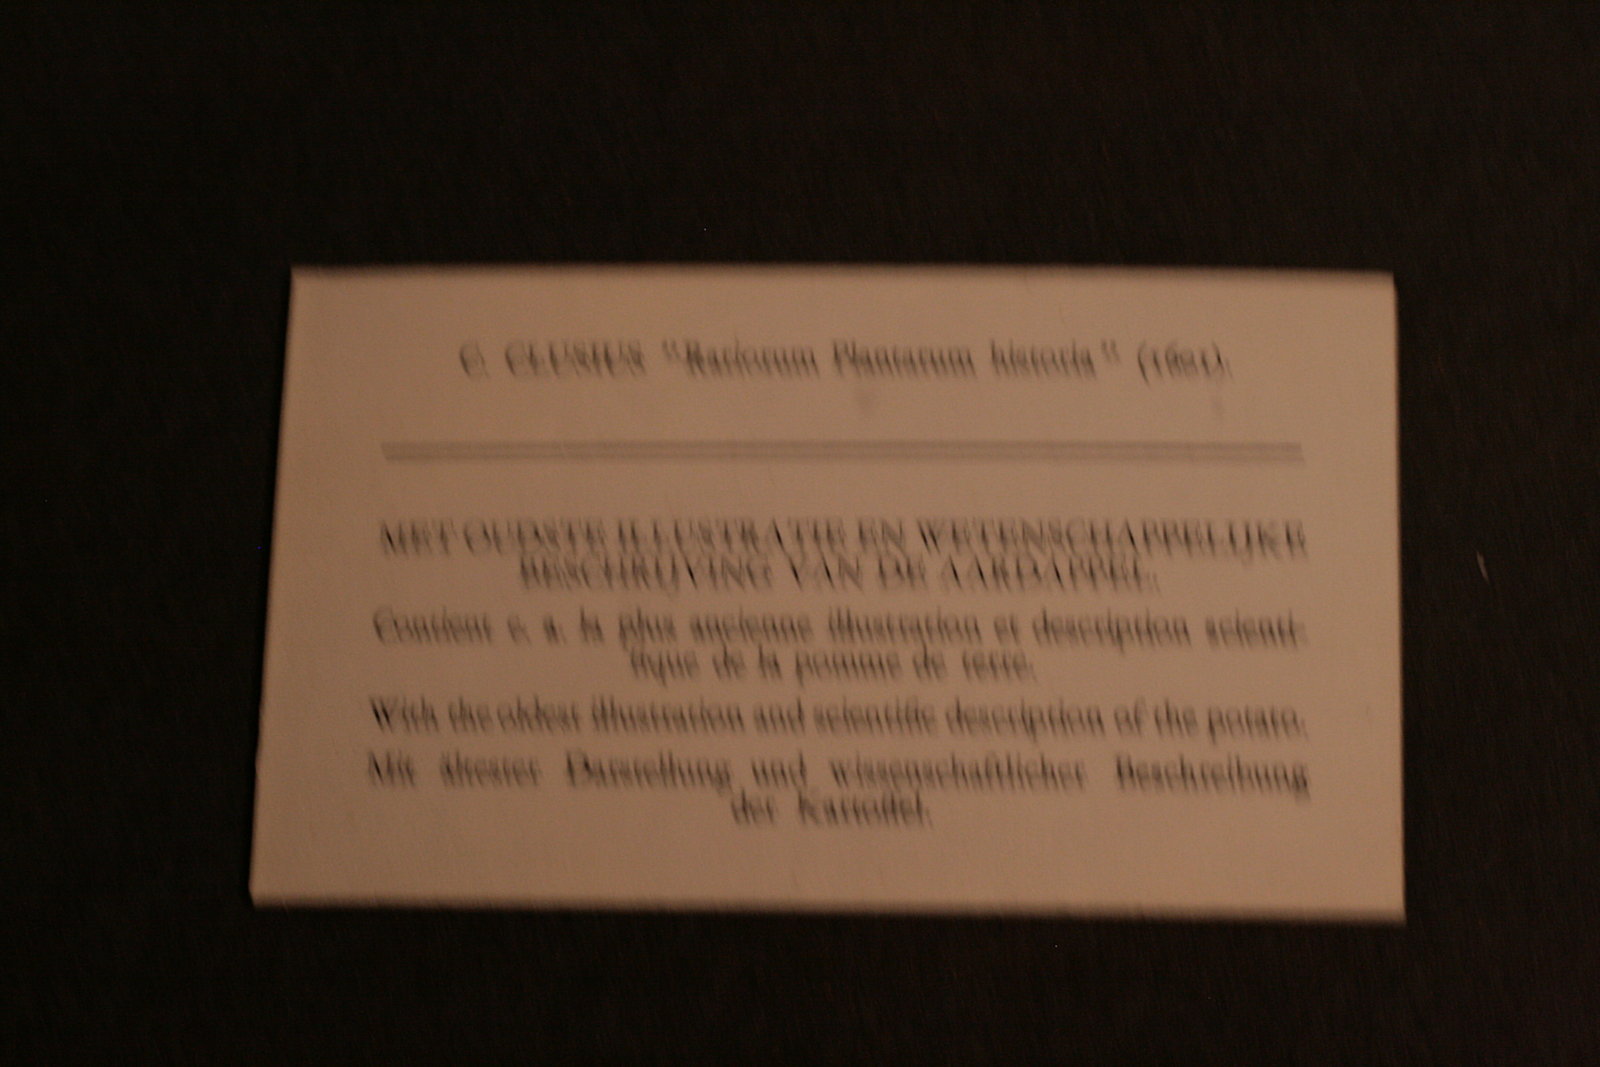 C. CLUSIUS "Rariorum Plantarum historia" (1601).
MET OUDSTE ILLUSTRATIE EN WETENSCHAPPELIJKE
BESCHRIJVING VAN DE AARDAPPEL.
Contient e. a. la plus ancienne illustration et description scienti-
fique de la pomme de terre.
With the oldest illustration and scientific description of the potato.
Mit ältester Darstellung und wissenschaftlicher Beschreibung
der Kartoffel.